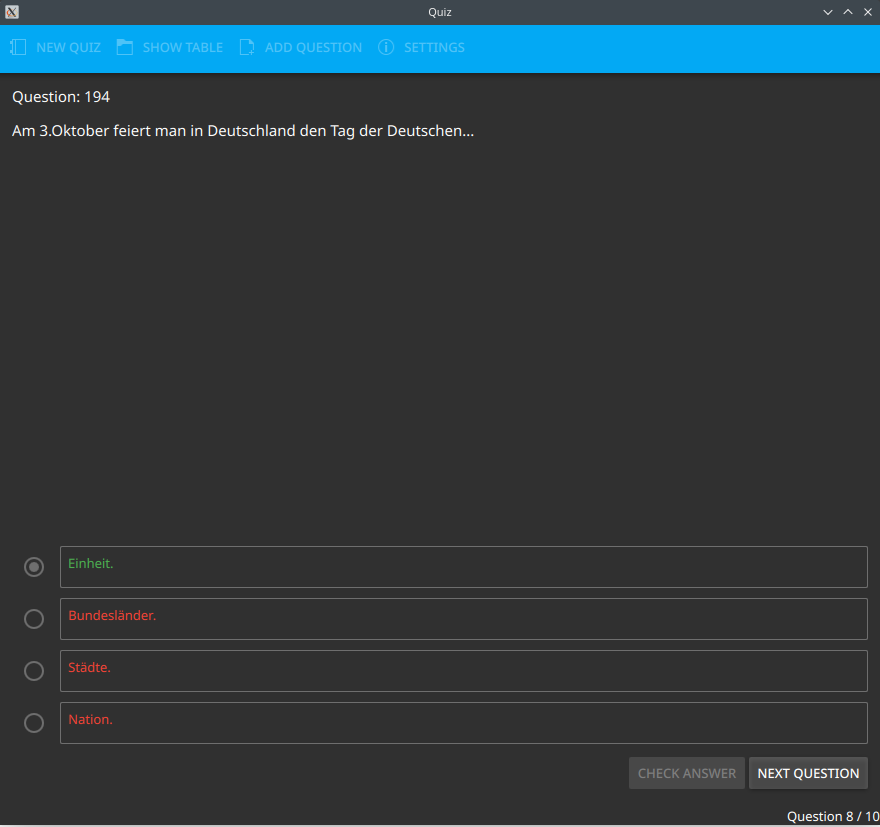 Quiz
NEW QUIZ SHOW TABLE ADD QUESTION SETTINGS
Question: 194
Am 3.Oktober feiert man in Deutschland den Tag der Deutschen...
Einheit.
Bundesländer.
Städte.
Nation.
CHECK ANSWER NEXT QUESTION
Question 8 / 10